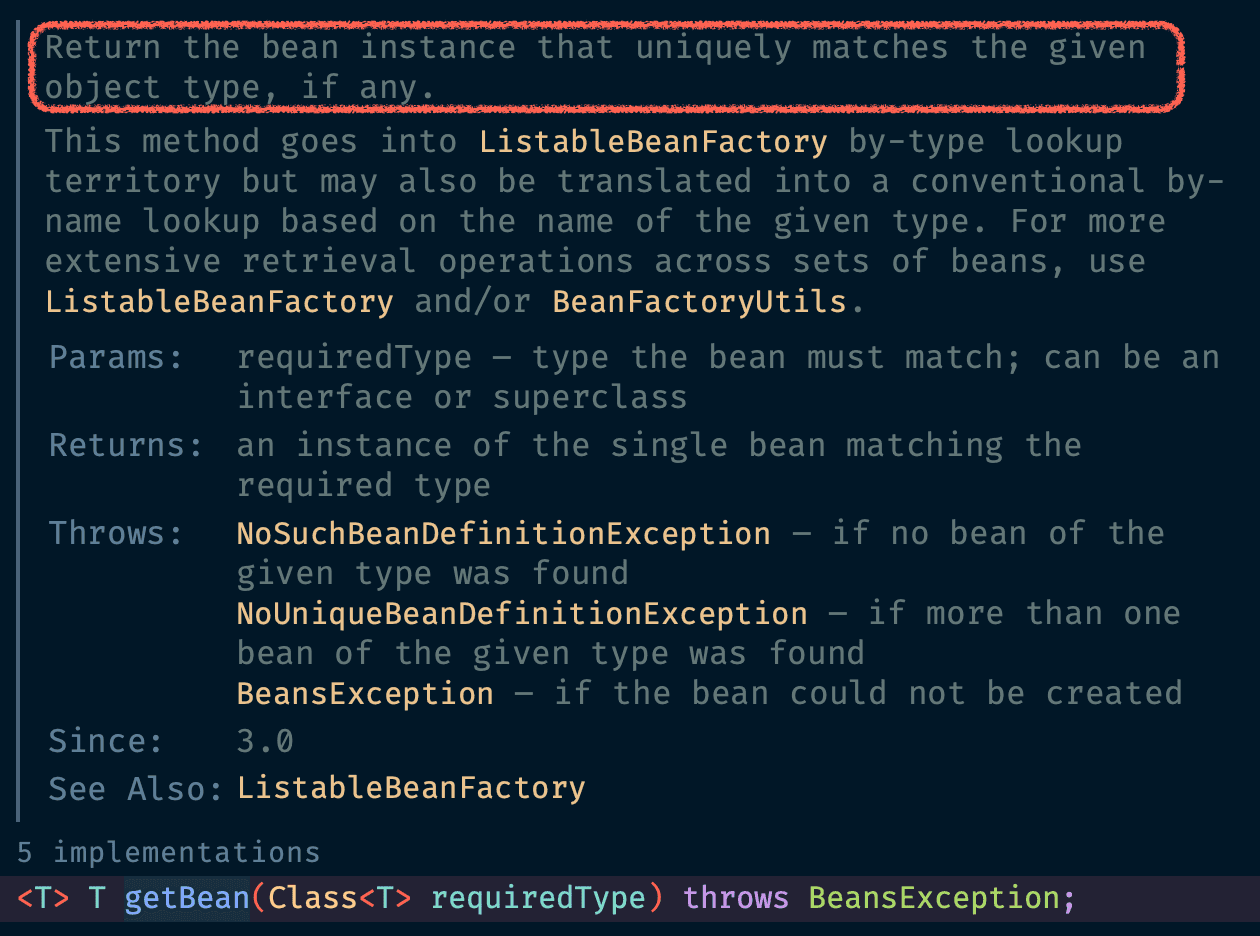 Return the bean instance that uniquely matches the given
object type, if any.
This method goes into ListableBeanFactory by-type lookup
territory but may also be translated into a conventional by-
name lookup based on the name of the given type. For more
extensive retrieval operations across sets of beans, use
ListableBeanFactory and/or BeanFactoryUtils.
Params: requiredType – type the bean must match; can be an
interface or superclass
Returns: an instance of the single bean matching the
required type
Throws: NoSuchBeanDefinitionException – if no bean of the
given type was found
NoUniqueBeanDefinitionException – if more than one
bean of the given type was found
BeansException – if the bean could not be created
Since: 3.0
See Also: ListableBeanFactory
5 implementations
<T> T getBean(Class<T> requiredType) throws BeansException;